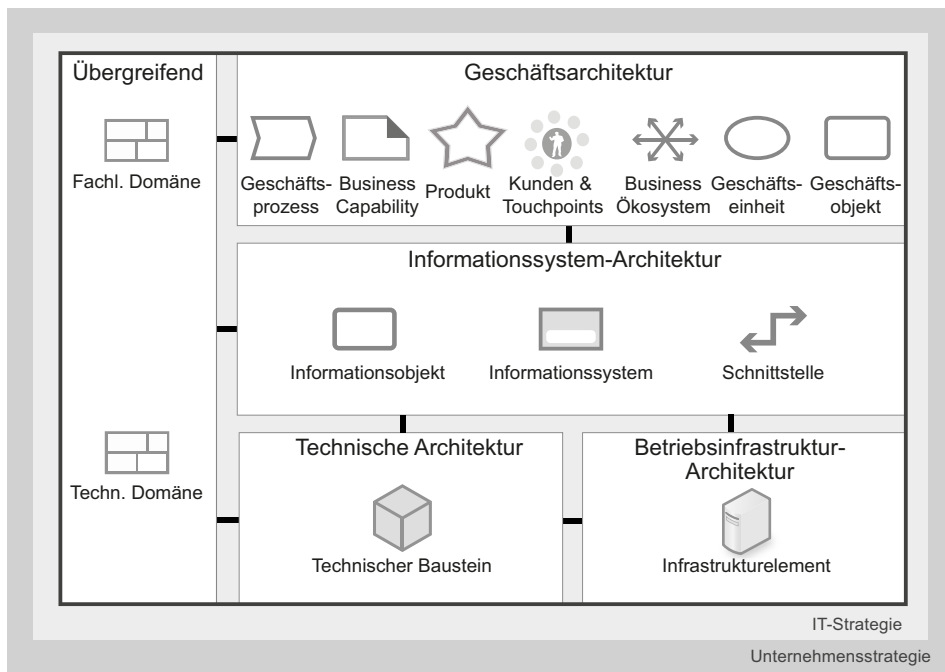 Übergreifend
Fachl. Domäne
Techn. Domäne
Geschäftsarchitektur
Geschäfts-
prozess
Business
Capability
Produkt
Kunden &
Touchpoints
Business
Ökosystem
Geschäfts-
einheit
Geschäfts-
objekt
Informationssystem-Architektur
Informationsobjekt
Informationssystem
Schnittstelle
Technische Architektur
Technischer Baustein
Betriebsinfrastruktur-
Architektur
Infrastrukturelement
IT-Strategie
Unternehmensstrategie